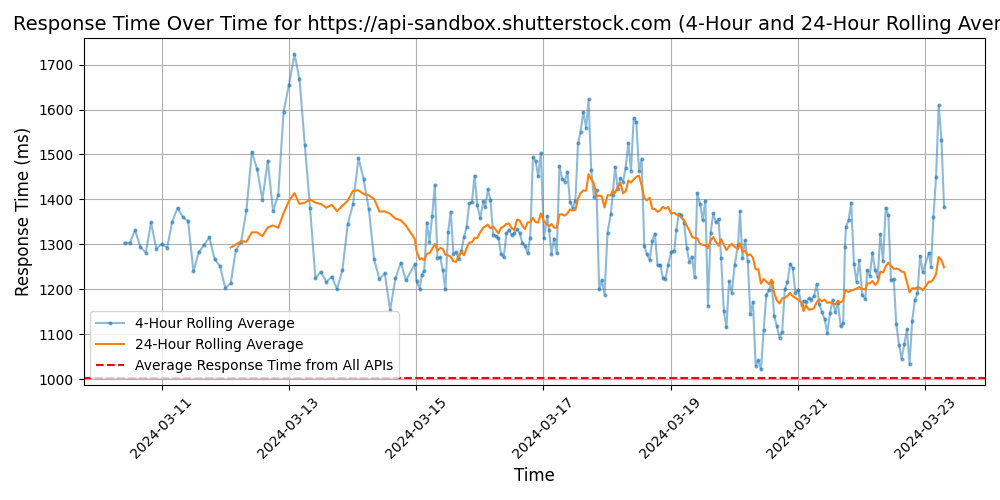 Response Time Over Time for https://api-sandbox.shutterstock.com (4-Hour and 24-Hour Rolling Aver
Response Time (ms)
1700
1600
1500
1400
1300
1200
1100
1000
4-Hour Rolling Average
24-Hour Rolling Average
Average Response Time from All APIs
2024-03-11
2024-03-13
2024-03-15
2024-03-17
2024-03-19
2024-03-21
2024-03-23
Time